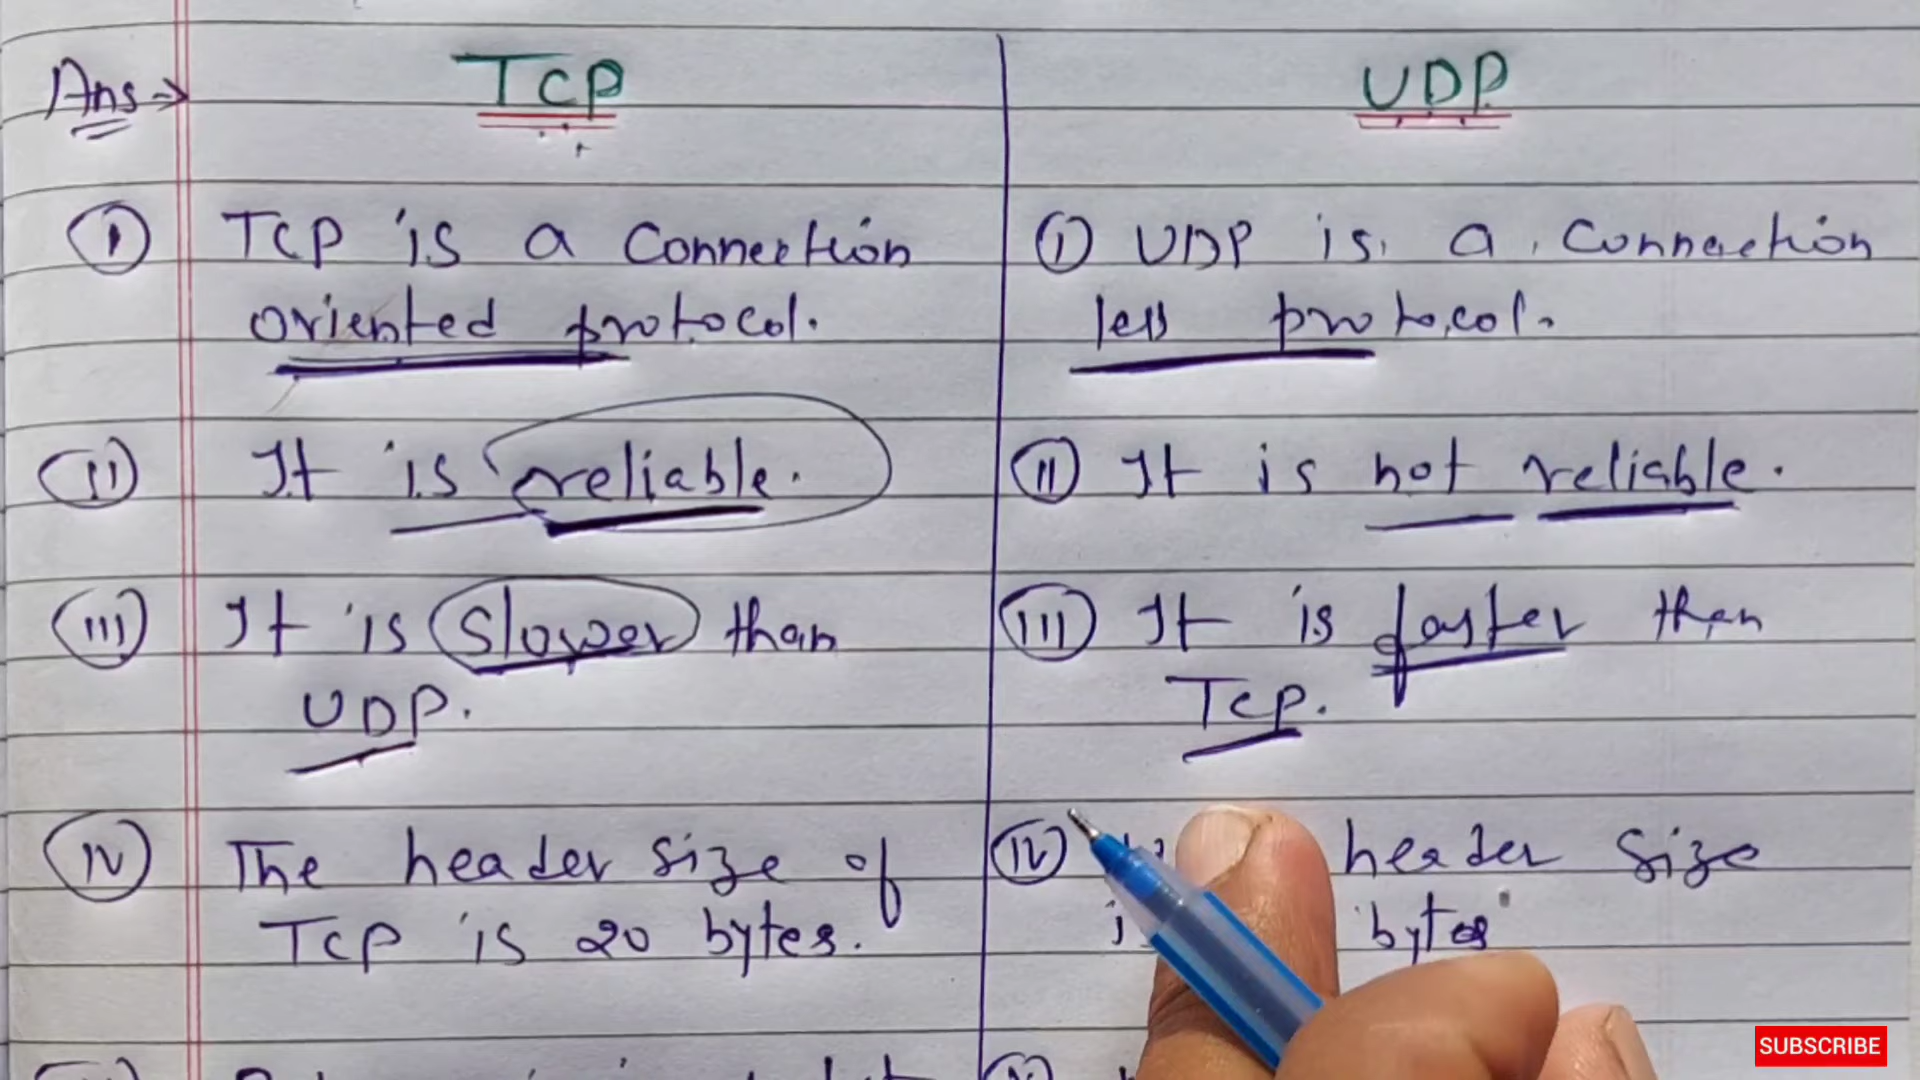 Ans→
TCP
UDP
(I) TCP is a Connection
oriented protocol.
(I) UDP is a Connection
less protocol.
(II) It is reliable.
(II) It is not reliable.
(III) It is slower than
UDP.
(III) It is faster than
TCP.
(IV) The header size of
TCP is 20 bytes.
(IV) header size
bytes
SUBSCRIBE